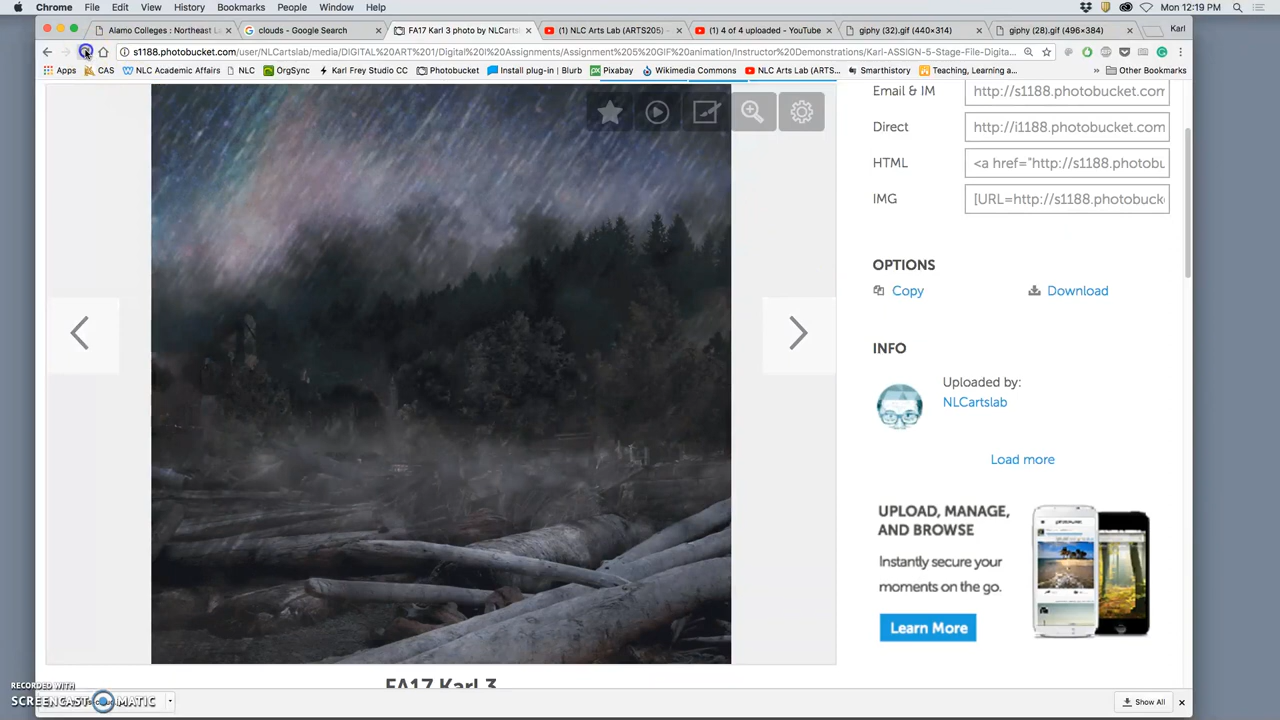 Chrome File Edit View History Bookmarks People Window Help Mon 12:19 PM
Alamo Colleges : Northeast L clouds - Google Search FA17 Karl 3 photo by NLCarts (1) NLC Arts Lab (ARTS205) - (1) 4 of 4 uploaded - YouTube giphy (32).gif (440×314) giphy (28).gif (496×384) Karl
s1188.photobucket.com/user/NLCartslab/media/DIGITAL%20ART%201/Digital%20I%20Assignments/Assignment%205%20GIF%20animation/Instructor%20Demonstrations/Karl-ASSIGN-5-Stage-File-Digita...
Apps CAS NLC Academic Affairs NLC OrgSync Karl Frey Studio CC Photobucket Install plug-in | Blurb Pixabay Wikimedia Commons NLC Arts Lab (ARTS... Smarthistory Teaching, Learning a... » Other Bookmarks
Email & IM http://s1188.photobucket.com
Direct http://i1188.photobucket.com
HTML <a href="http://s1188.photobu
IMG [URL=http://s1188.photobuck
OPTIONS
Copy Download
INFO
Uploaded by:
NLCartslab
Load more
UPLOAD, MANAGE,
AND BROWSE
Instantly secure your
moments on the go.
Learn More
FA17 Karl 3
RECORDED WITH
SCREENCAST MATIC
Show All